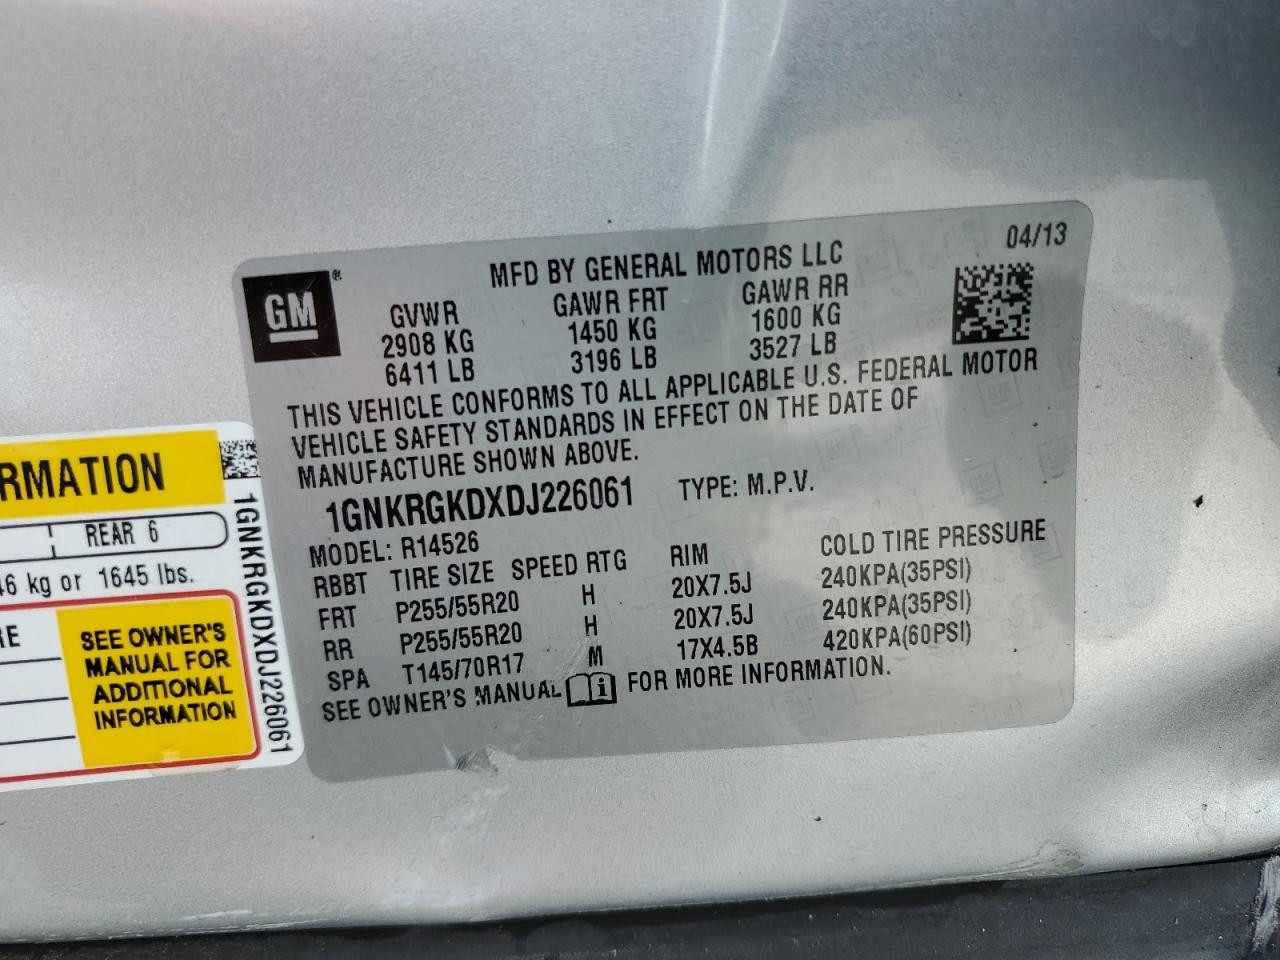 04/13
MFD BY GENERAL MOTORS LLC
GM®
GVWR GAWR FRT GAWR RR
2908 KG 1450 KG 1600 KG
6411 LB 3196 LB 3527 LB
THIS VEHICLE CONFORMS TO ALL APPLICABLE U.S. FEDERAL MOTOR
VEHICLE SAFETY STANDARDS IN EFFECT ON THE DATE OF
MANUFACTURE SHOWN ABOVE.
1GNKRGKDXDJ226061 TYPE: M.P.V.
MODEL: R14526
RBBT TIRE SIZE SPEED RTG RIM COLD TIRE PRESSURE
FRT P255/55R20 H 20X7.5J 240KPA(35PSI)
RR P255/55R20 H 20X7.5J 240KPA(35PSI)
SPA T145/70R17 M 17X4.5B 420KPA(60PSI)
SEE OWNER'S MANUAL FOR MORE INFORMATION.
RMATION
REAR 6
46 kg or 1645 lbs.
RE
SEE OWNER'S
MANUAL FOR
ADDITIONAL
INFORMATION
1GNKRGKDXDJ226061